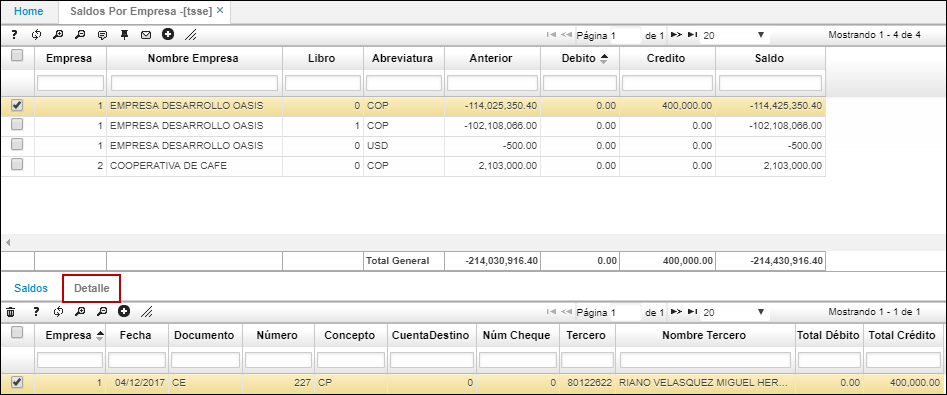 Home Saldos Por Empresa -[tsse] ×
? Página 1 de 1 20 ▼ Mostrando 1 - 4 de 4
Empresa Nombre Empresa Libro Abreviatura Anterior Debito Credito Saldo
1 EMPRESA DESARROLLO OASIS 0 COP -114,025,350.40 0.00 400,000.00 -114,425,350.40
1 EMPRESA DESARROLLO OASIS 1 COP -102,108,066.00 0.00 0.00 -102,108,066.00
1 EMPRESA DESARROLLO OASIS 0 USD -500.00 0.00 0.00 -500.00
2 COOPERATIVA DE CAFE 0 COP 2,103,000.00 0.00 0.00 2,103,000.00
Total General -214,030,916.40 0.00 400,000.00 -214,430,916.40
Saldos Detalle
? Página 1 de 1 20 ▼ Mostrando 1 - 1 de 1
Empresa Fecha Documento Número Concepto CuentaDestino Núm Cheque Tercero Nombre Tercero Total Débito Total Crédito
1 04/12/2017 CE 227 CP 0 0 80122622 RIANO VELASQUEZ MIGUEL HER... 0.00 400,000.00